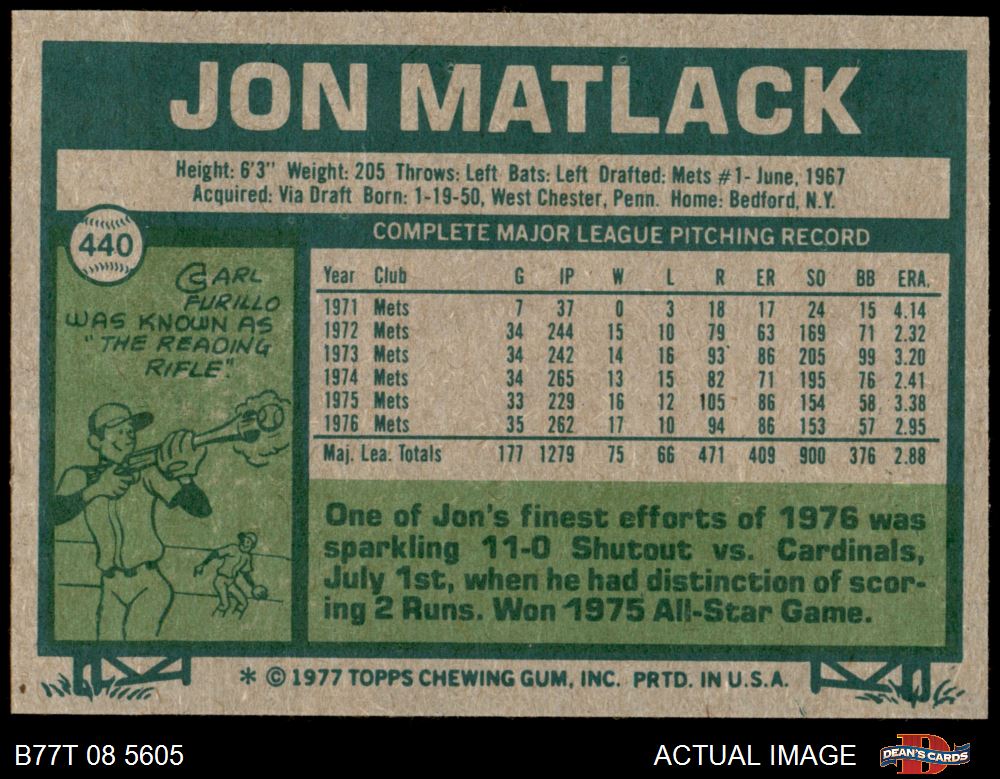 JON MATLACK
Height: 6'3" Weight: 205 Throws: Left Bats: Left Drafted: Mets #1- June, 1967
Acquired: Via Draft Born: 1-19-50, West Chester, Penn. Home: Bedford, N.Y.
440
CARL
FURILLO
WAS KNOWN AS
"THE READING
RIFLE."
COMPLETE MAJOR LEAGUE PITCHING RECORD
Year Club G IP W L R ER SO BB ERA.
1971 Mets 7 37 0 3 18 17 24 15 4.14
1972 Mets 34 244 15 10 79 63 169 71 2.32
1973 Mets 34 242 14 16 93 86 205 99 3.20
1974 Mets 34 265 13 15 82 71 195 76 2.41
1975 Mets 33 229 16 12 105 86 154 58 3.38
1976 Mets 35 262 17 10 94 86 153 57 2.95
Maj. Lea. Totals 177 1279 75 66 471 409 900 376 2.88
One of Jon's finest efforts of 1976 was
sparkling 11-0 Shutout vs. Cardinals,
July 1st, when he had distinction of scor-
ing 2 Runs. Won 1975 All-Star Game.
* © 1977 TOPPS CHEWING GUM, INC. PRTD. IN U.S.A.
B77T 08 5605
ACTUAL IMAGE
D
DEAN'S CARDS